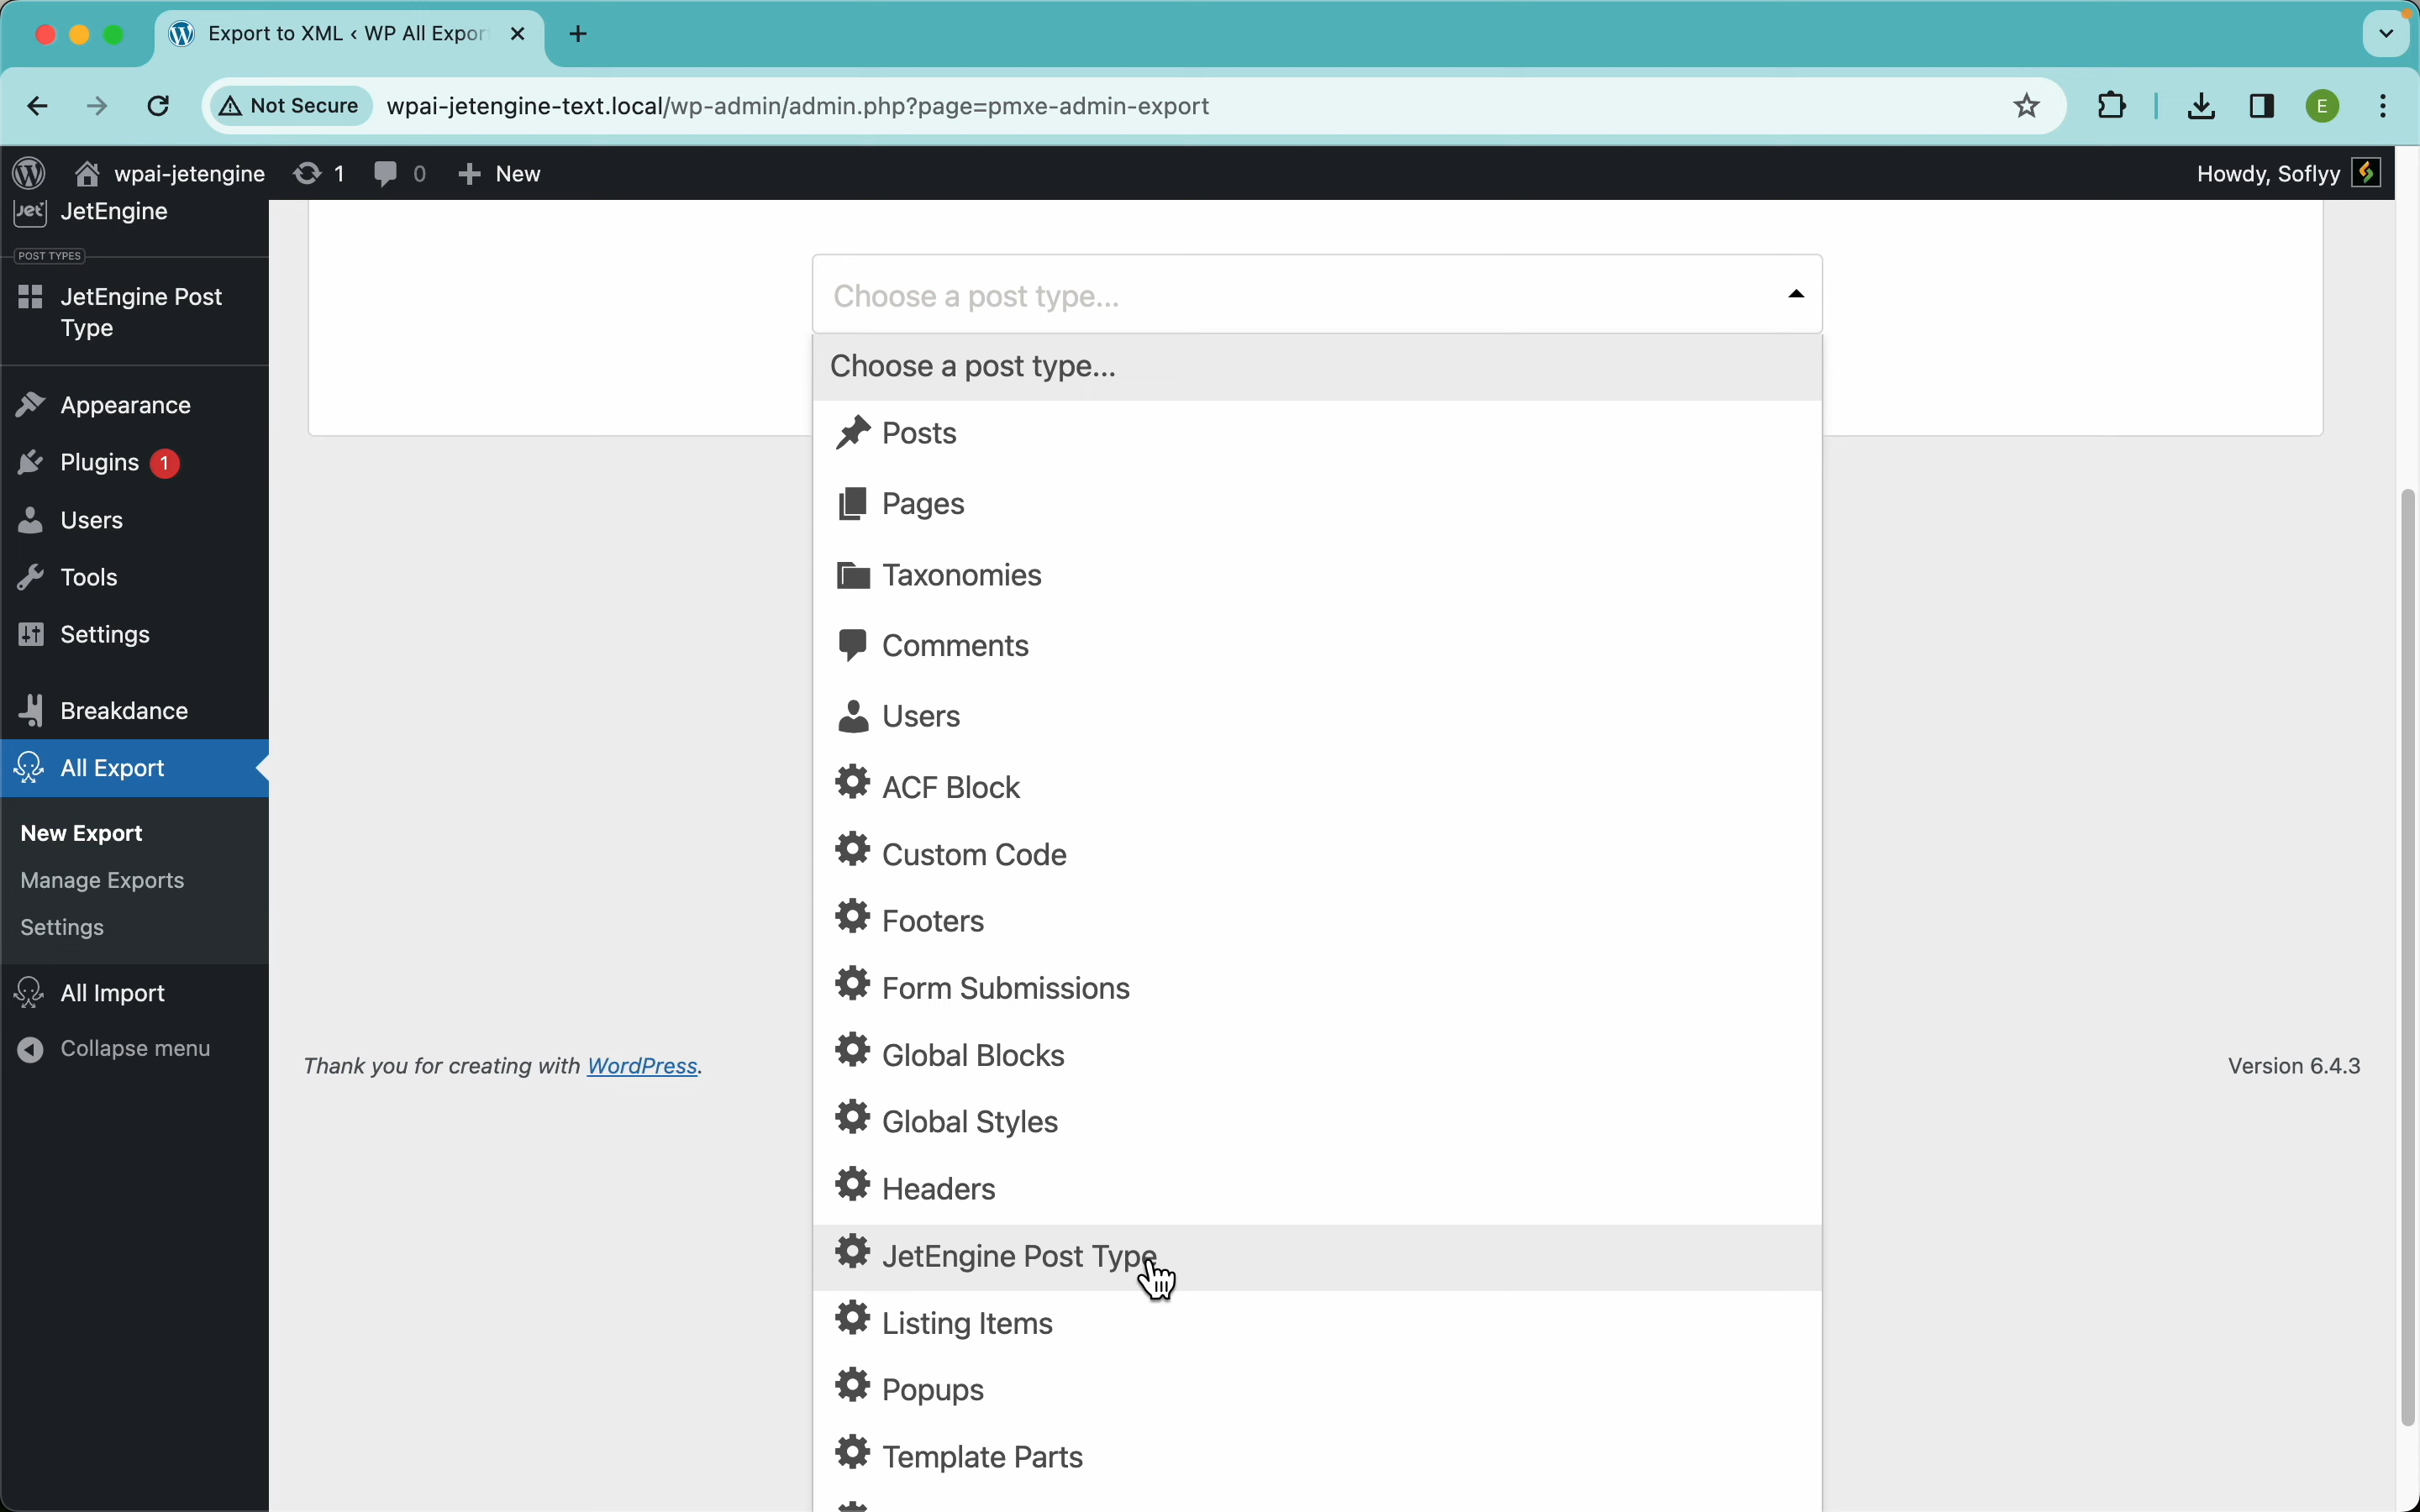 Export to XML ‹ WP All Expor
Not Secure
wpai-jetengine-text.local/wp-admin/admin.php?page=pmxe-admin-export
E
wpai-jetengine
1
0
New
Howdy, Soflyy
Jet
JetEngine
POST TYPES
JetEngine Post
Type
Appearance
Plugins 1
Users
Tools
Settings
Breakdance
All Export
New Export
Manage Exports
Settings
All Import
Collapse menu
Choose a post type...
Choose a post type...
Posts
Pages
Taxonomies
Comments
Users
ACF Block
Custom Code
Footers
Form Submissions
Global Blocks
Global Styles
Headers
JetEngine Post Type
Listing Items
Popups
Template Parts
Thank you for creating with WordPress.
Version 6.4.3